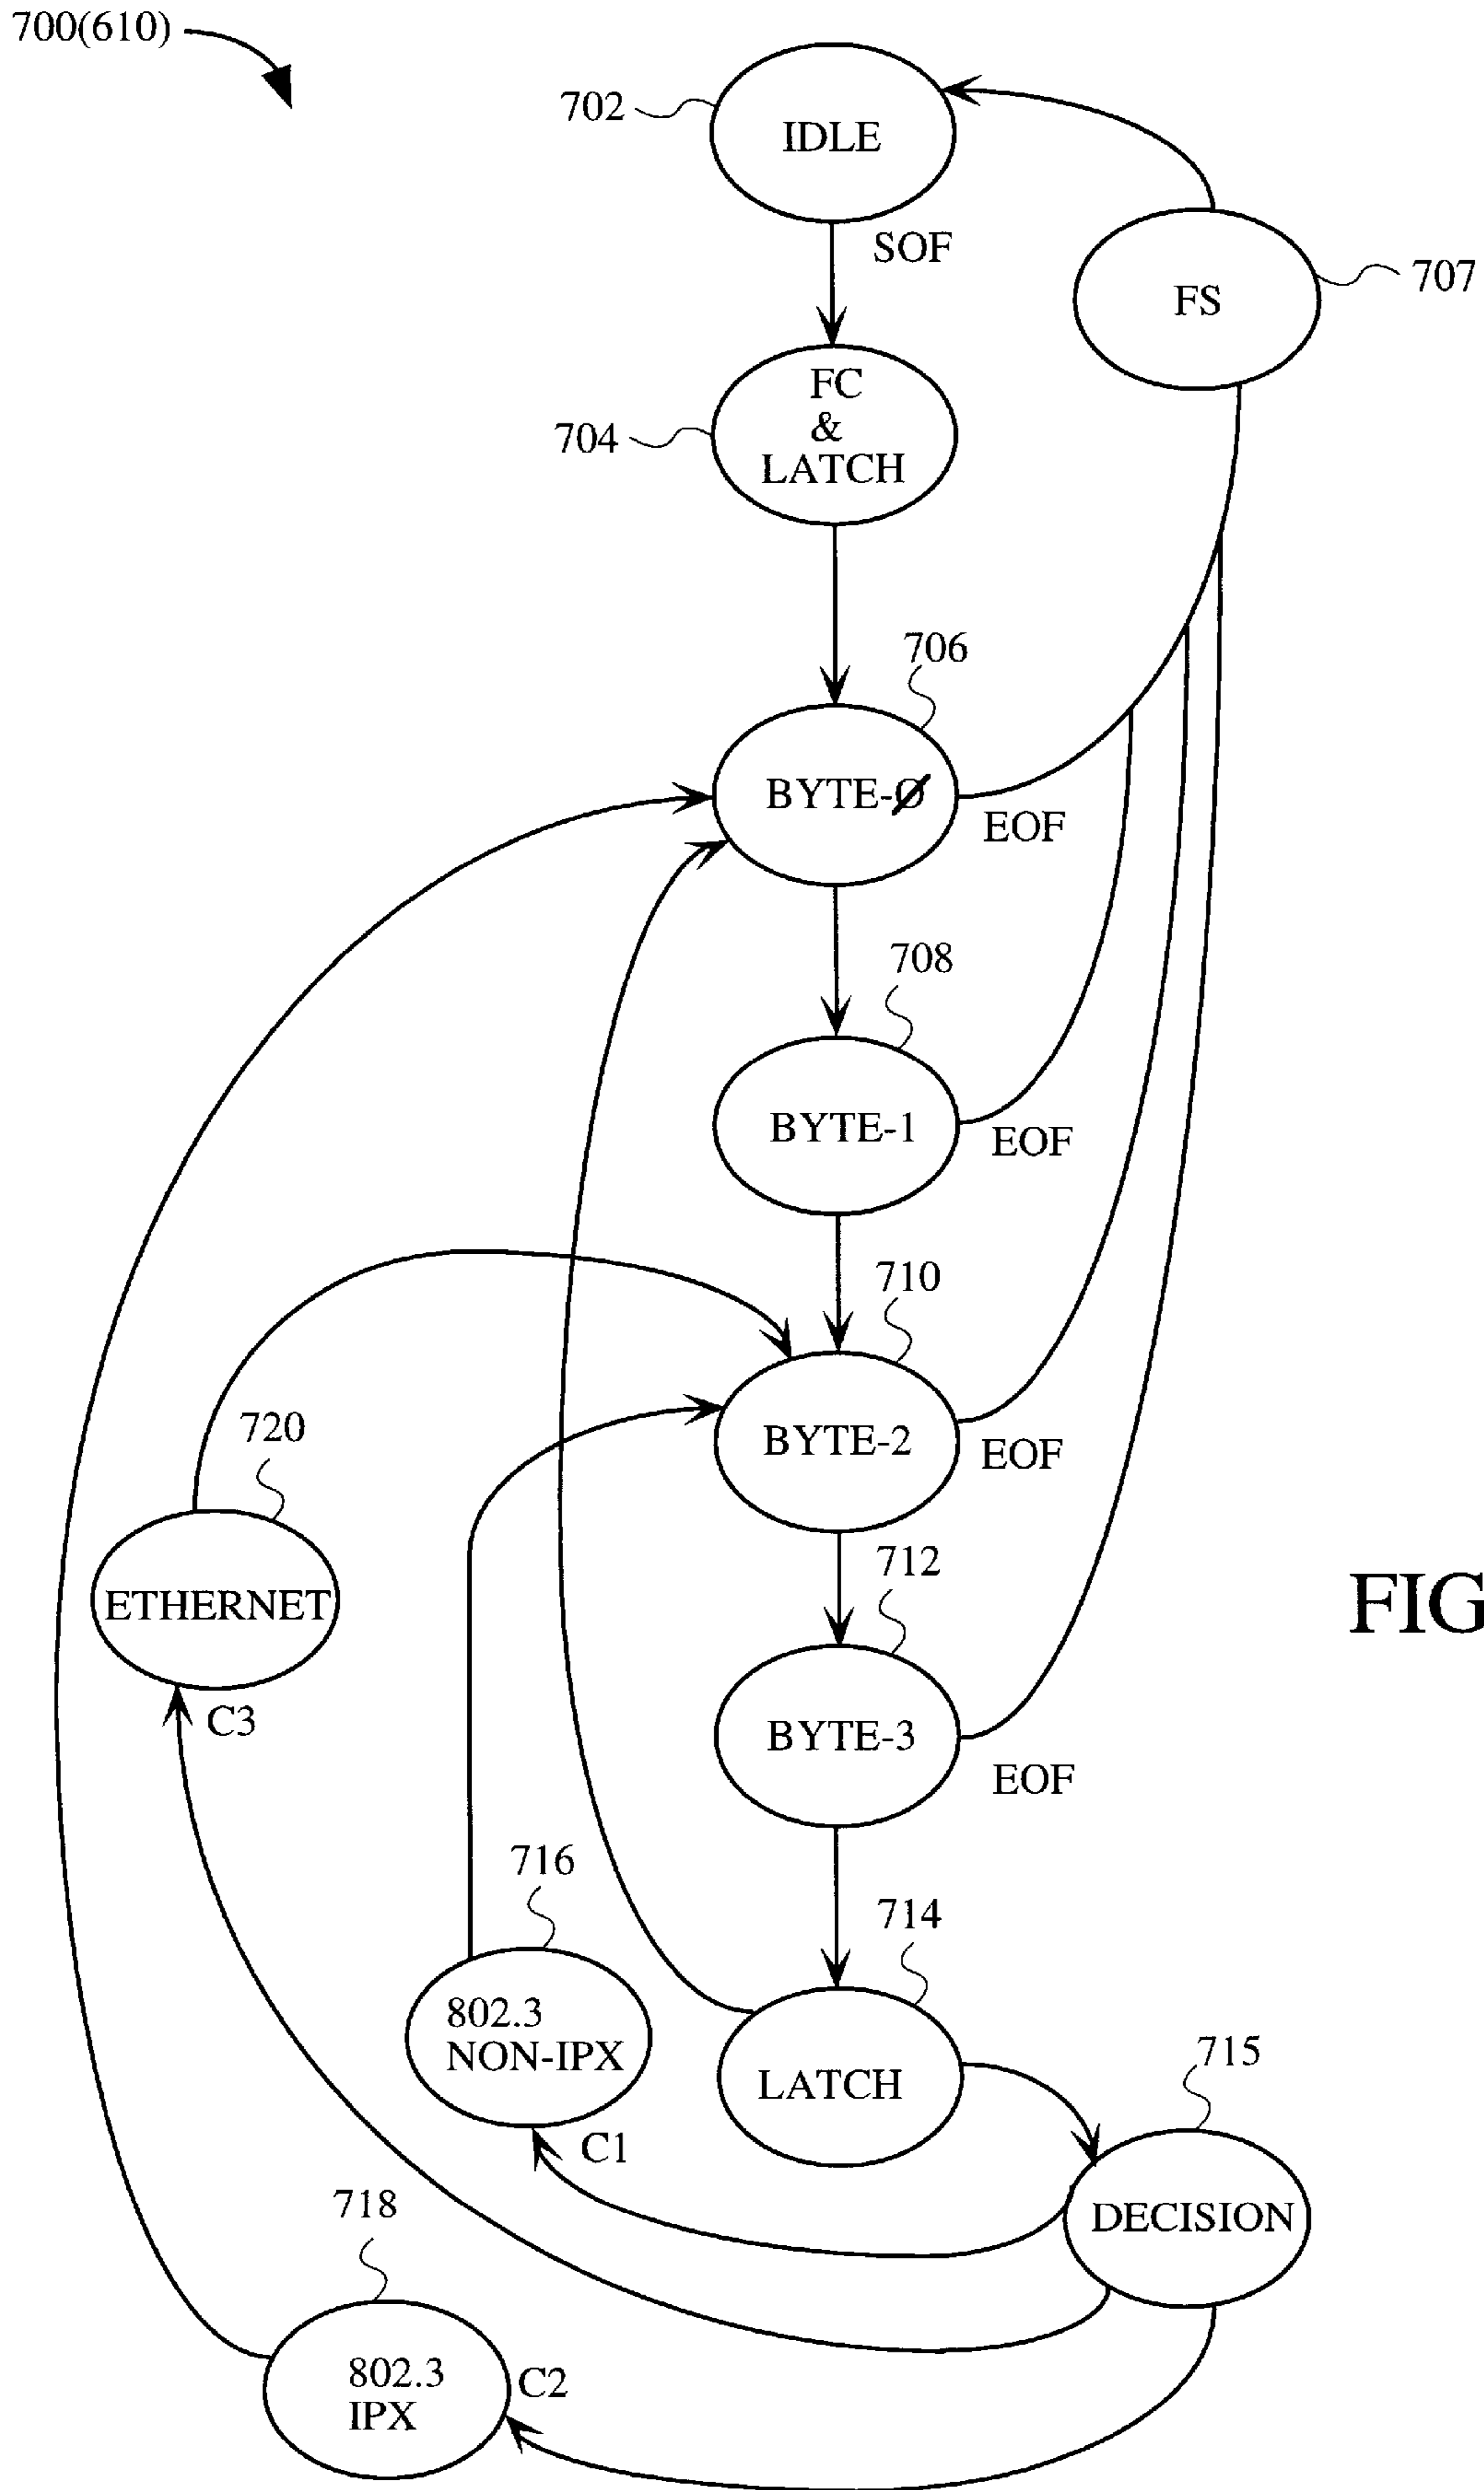 700(610)
702
IDLE
SOF
FS
707
FC
&
LATCH
704
706
BYTE-Ø
EOF
708
BYTE-1
EOF
710
BYTE-2
EOF
720
ETHERNET
C3
712
BYTE-3
EOF
FIG
716
802.3
NON-IPX
C1
714
LATCH
715
DECISION
718
802.3
IPX
C2